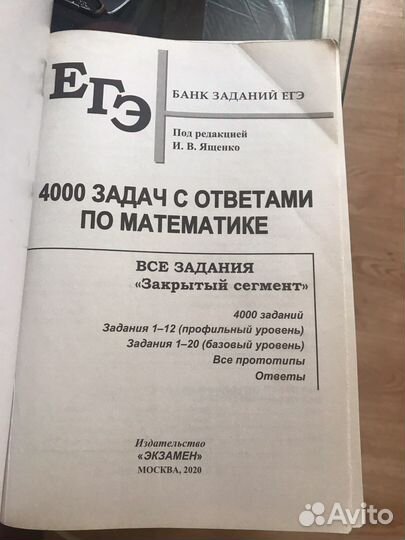 ЕГЭ
БАНК ЗАДАНИЙ ЕГЭ
Под редакцией
И. В. Ященко
4000 ЗАДАЧ С ОТВЕТАМИ
ПО МАТЕМАТИКЕ
ВСЕ ЗАДАНИЯ
«Закрытый сегмент»
4000 заданий
Задания 1–12 (профильный уровень)
Задания 1–20 (базовый уровень)
Все прототипы
Ответы
Издательство
«ЭКЗАМЕН»
МОСКВА, 2020
Avito